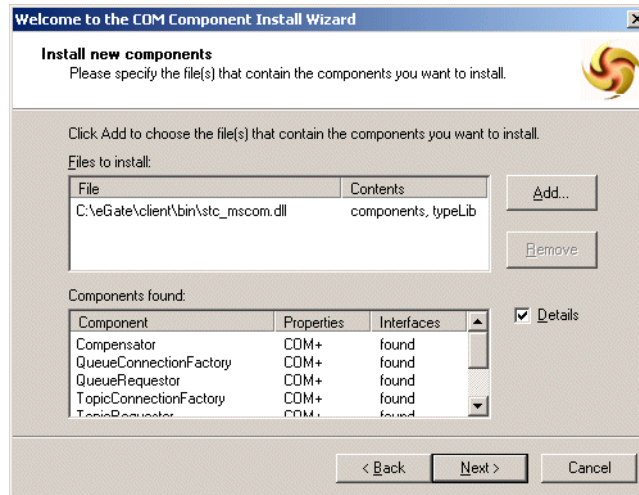 Welcome to the COM Component Install Wizard
Install new components
Please specify the file(s) that contain the components you want to install.
Click Add to choose the file(s) that contain the components you want to install.
Files to install:
File Contents
C:\eGate\client\bin\stc_mscom.dll components, typeLib
Add...
Remove
Components found:
Component Properties Interfaces
Details
Compensator COM+ found
QueueConnectionFactory COM+ found
QueueRequestor COM+ found
TopicConnectionFactory COM+ found
TopicRequestor COM+ found
< Back Next > Cancel